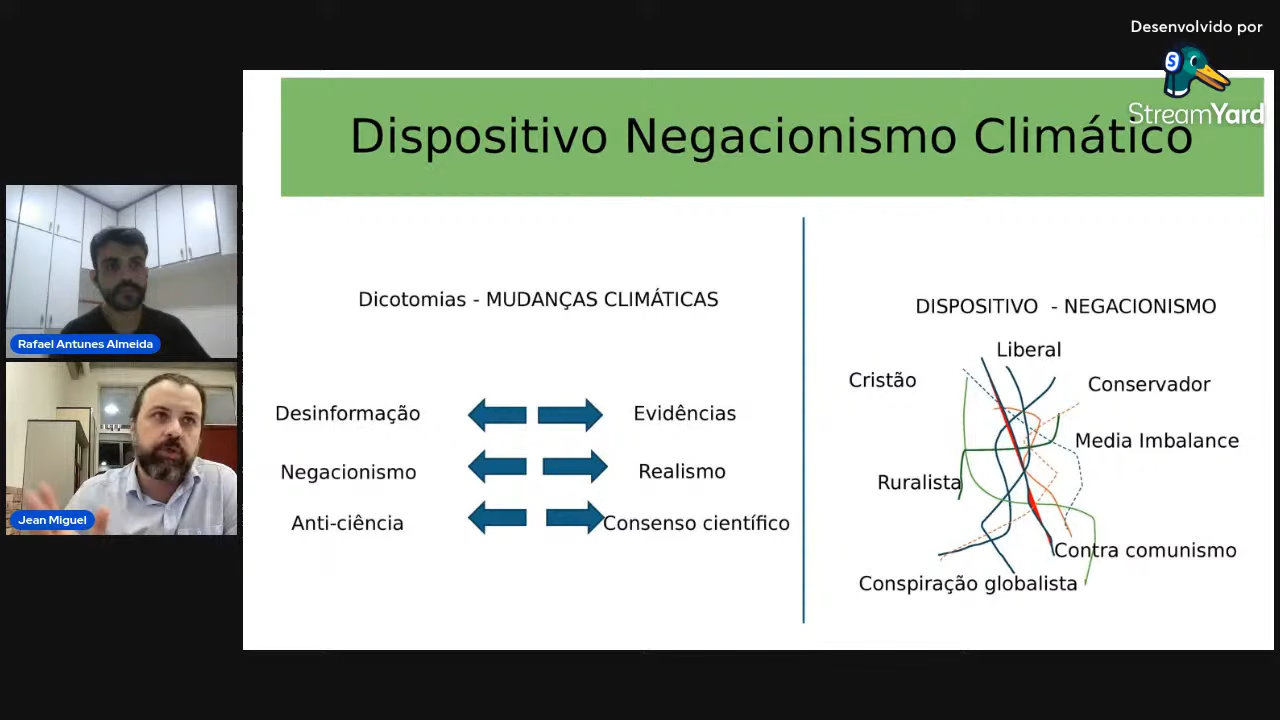 Desenvolvido por
StreamYard
Dispositivo Negacionismo Climático
Dicotomias - MUDANÇAS CLIMÁTICAS
Desinformação
Evidências
Negacionismo
Realismo
Anti-ciência
Consenso científico
DISPOSITIVO - NEGACIONISMO
Liberal
Cristão
Conservador
Media Imbalance
Ruralista
Contra comunismo
Conspiração globalista
Rafael Antunes Almeida
Jean Miguel